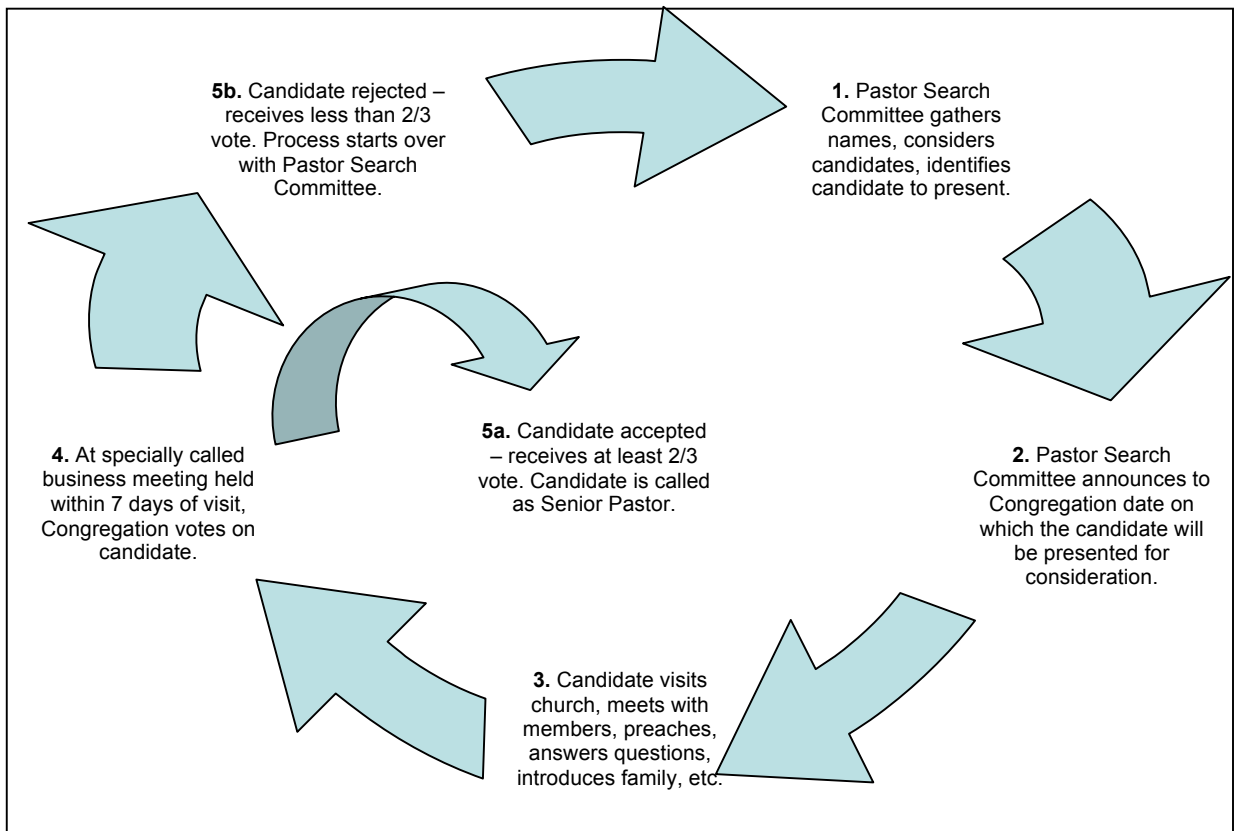 1. Pastor Search
Committee gathers
names, considers
candidates, identifies
candidate to present.
2. Pastor Search
Committee announces to
Congregation date on
which the candidate will
be presented for
consideration.
3. Candidate visits
church, meets with
members, preaches,
answers questions,
introduces family, etc.
4. At specially called
business meeting held
within 7 days of visit,
Congregation votes on
candidate.
5a. Candidate accepted
– receives at least 2/3
vote. Candidate is called
as Senior Pastor.
5b. Candidate rejected –
receives less than 2/3
vote. Process starts over
with Pastor Search
Committee.